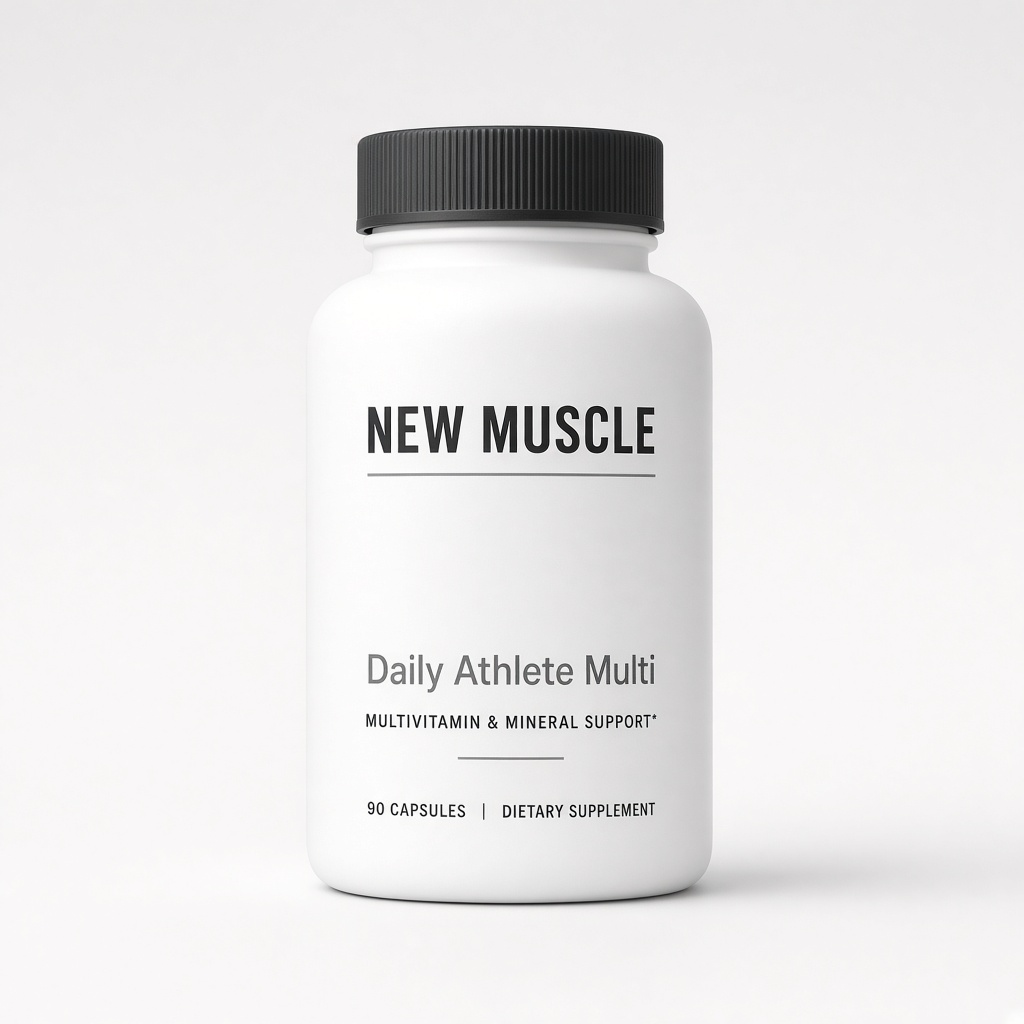 NEW MUSCLE
Daily Athlete Multi
MULTIVITAMIN & MINERAL SUPPORT*
90 CAPSULES | DIETARY SUPPLEMENT